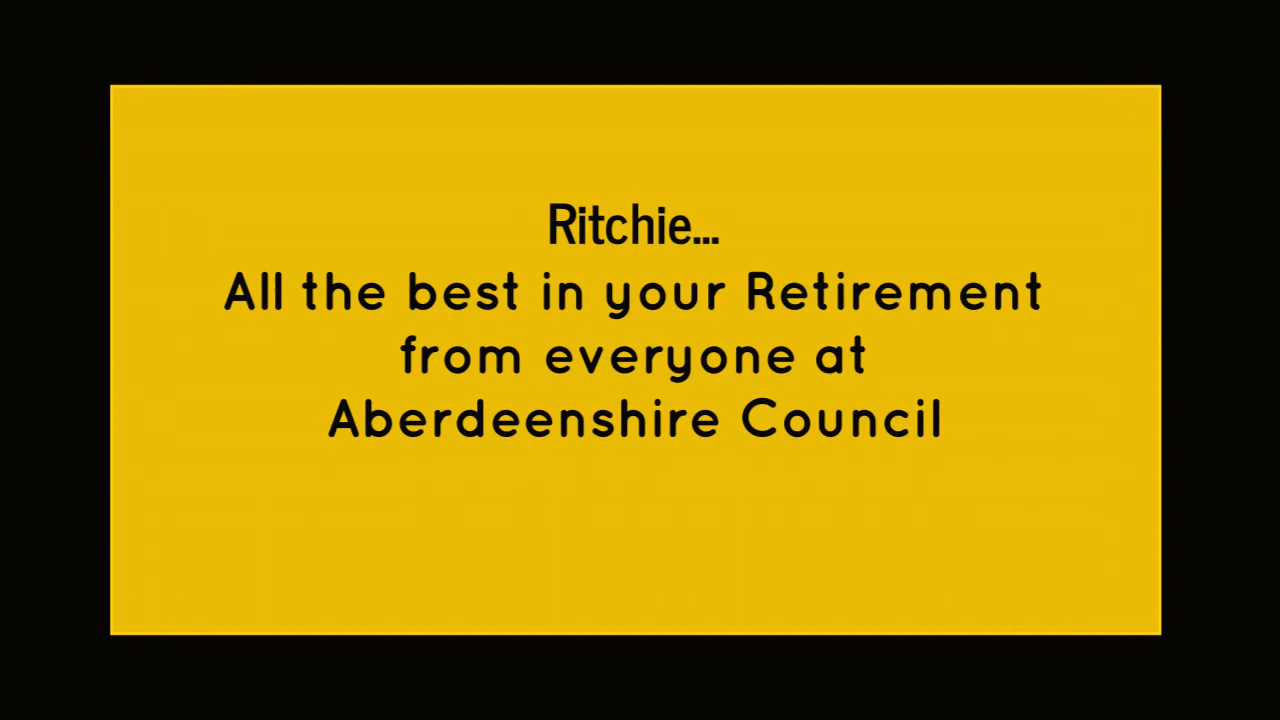 Ritchie...
All the best in your Retirement
from everyone at
Aberdeenshire Council